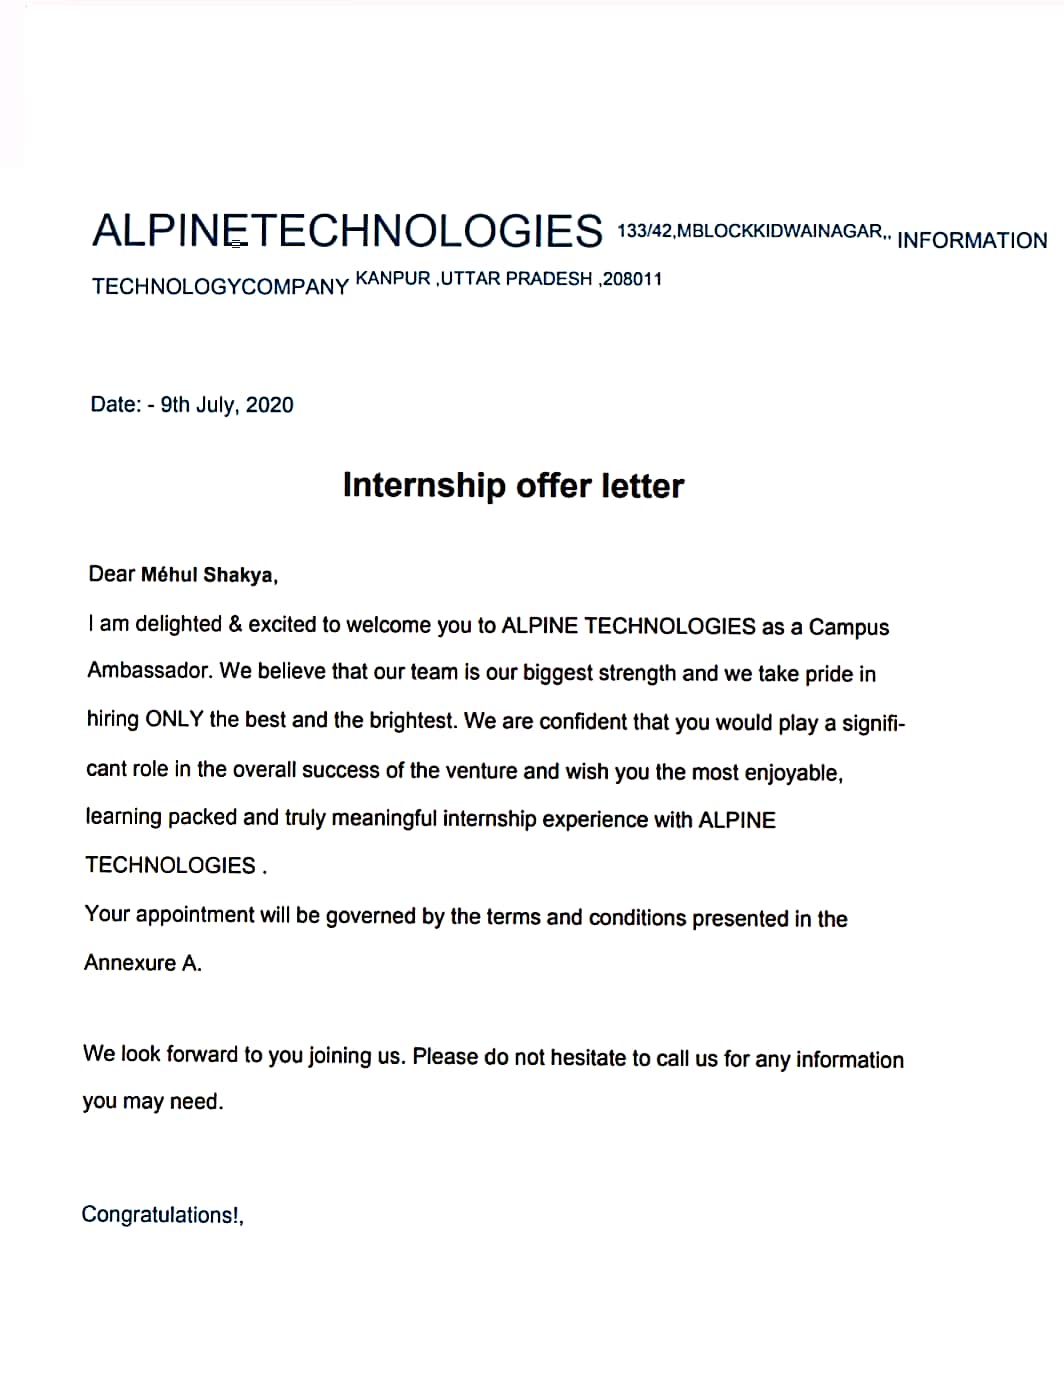 ALPINETECHNOLOGIES 133/42,MBLOCKKIDWAINAGAR,, INFORMATION
TECHNOLOGYCOMPANY KANPUR ,UTTAR PRADESH ,208011
Date: - 9th July, 2020
Internship offer letter
Dear Méhul Shakya,
I am delighted & excited to welcome you to ALPINE TECHNOLOGIES as a Campus
Ambassador. We believe that our team is our biggest strength and we take pride in
hiring ONLY the best and the brightest. We are confident that you would play a signifi-
cant role in the overall success of the venture and wish you the most enjoyable,
learning packed and truly meaningful internship experience with ALPINE
TECHNOLOGIES .
Your appointment will be governed by the terms and conditions presented in the
Annexure A.
We look forward to you joining us. Please do not hesitate to call us for any information
you may need.
Congratulations!,